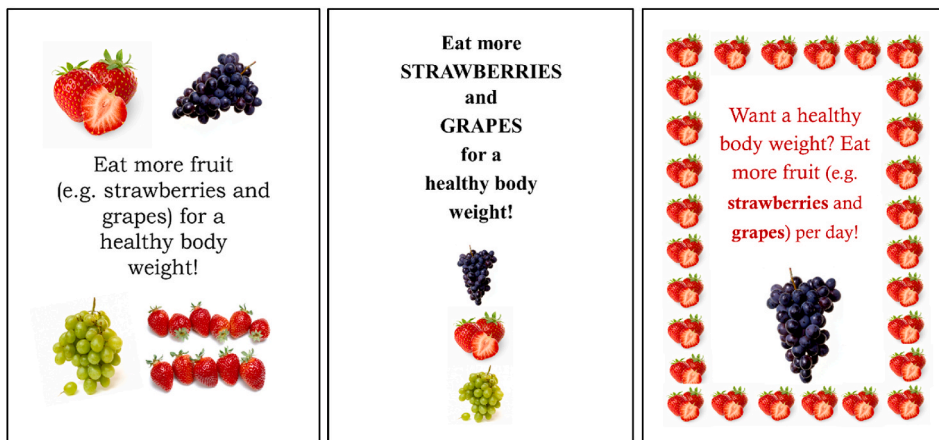 Eat more fruit
(e.g. strawberries and
grapes) for a
healthy body
weight!
Eat more
STRAWBERRIES
and
GRAPES
for a
healthy body
weight!
Want a healthy
body weight? Eat
more fruit (e.g.
strawberries and
grapes) per day!